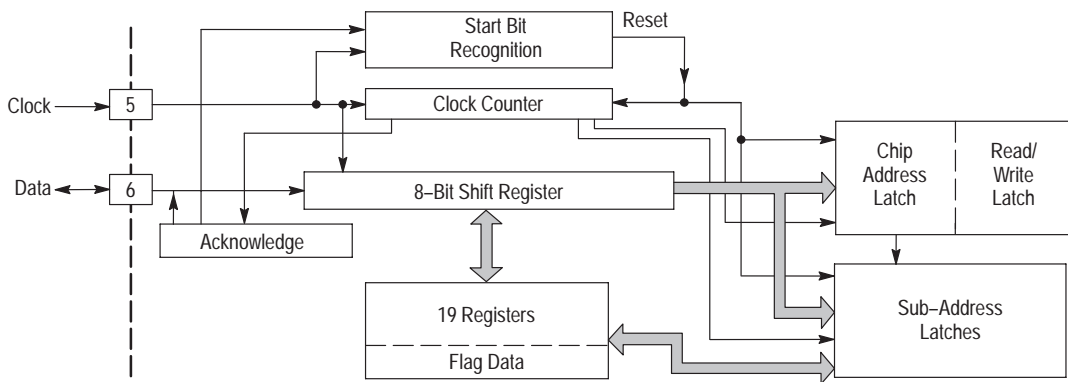 Start Bit
Recognition
Reset
Clock
5
Clock Counter
Data
6
8–Bit Shift Register
Chip
Address
Latch
Read/
Write
Latch
Acknowledge
19 Registers
Flag Data
Sub–Address
Latches